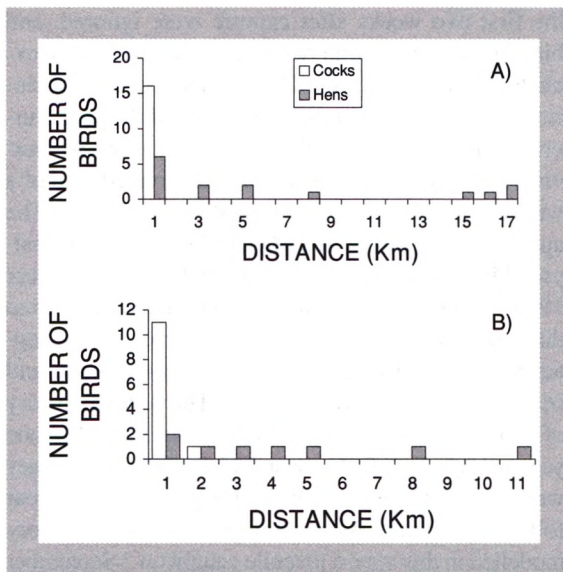 A)
Cocks
Hens
NUMBER OF
BIRDS
20
15
10
5
0
1 3 5 7 9 11 13 15 17
DISTANCE (Km)
B)
NUMBER OF
BIRDS
12
10
8
6
4
2
0
1 2 3 4 5 6 7 8 9 10 11
DISTANCE (Km)